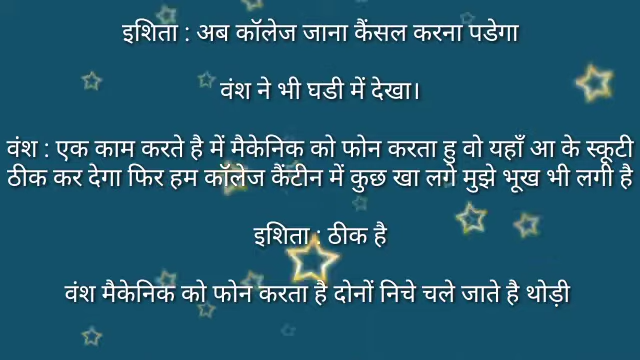 इशिता : अब कॉलेज जाना कैंसल करना पडेगा
वंश ने भी घडी में देखा।
वंश : एक काम करते है में मैकेनिक को फोन करता हु वो यहाँ आ के स्कूटी
ठीक कर देगा फिर हम कॉलेज कैंटीन में कुछ खा लगे मुझे भूख भी लगी है
इशिता : ठीक है
वंश मैकेनिक को फोन करता है दोनों निचे चले जाते है थोड़ी